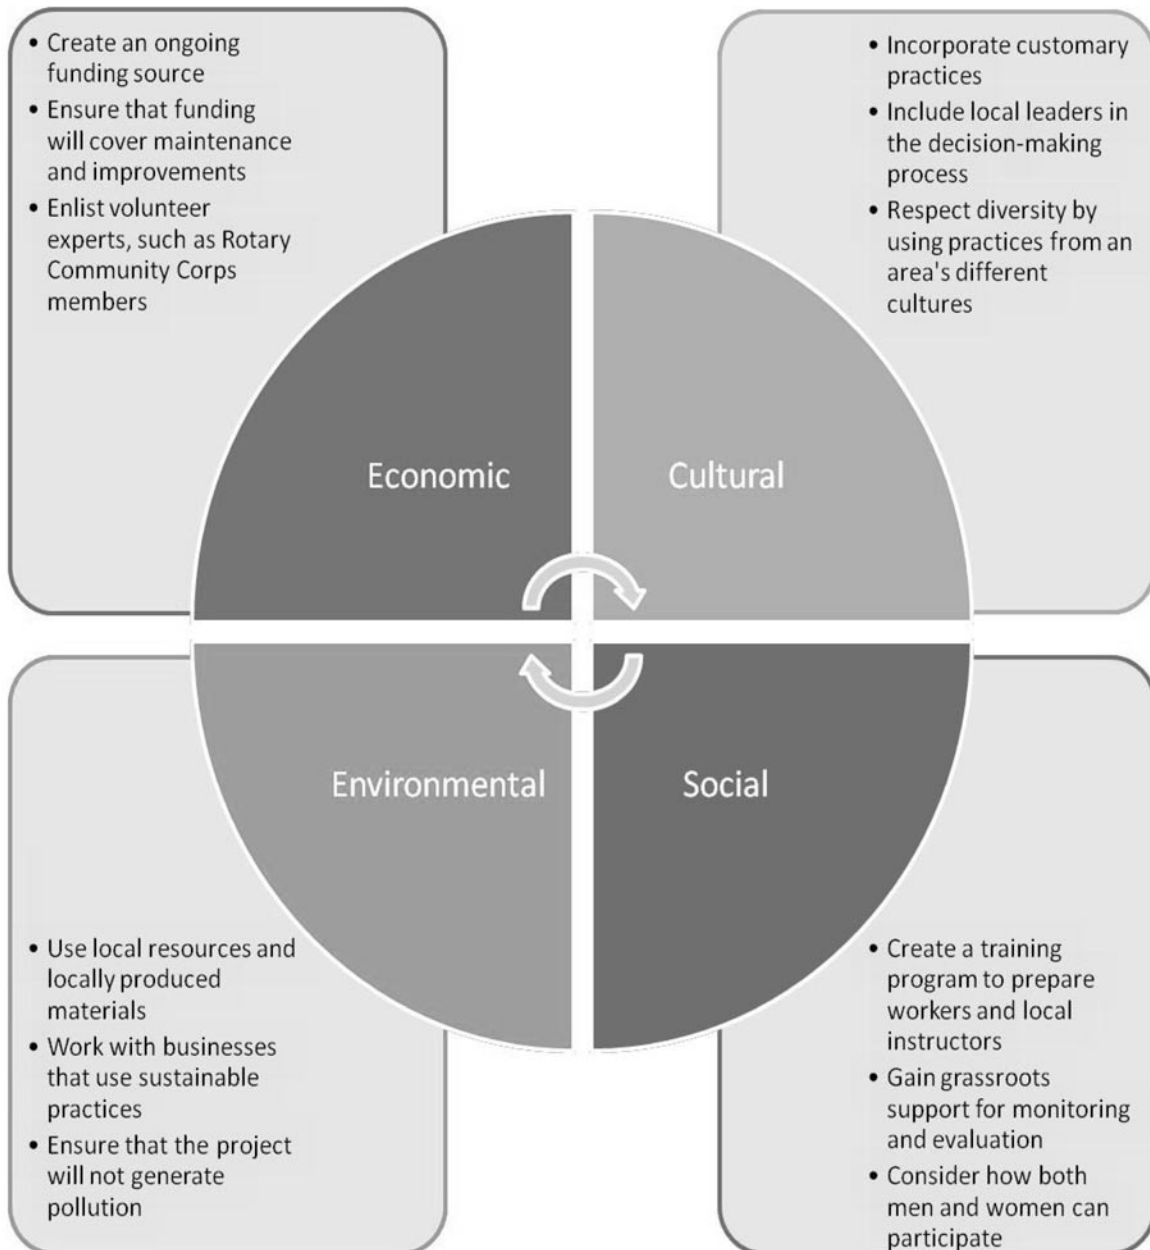 • Create an ongoing
funding source
• Ensure that funding
will cover maintenance
and improvements
• Enlist volunteer
experts, such as Rotary
Community Corps
members
• Incorporate customary
practices
• Include local leaders in
the decision-making
process
• Respect diversity by
using practices from an
area's different
cultures
Economic
Cultural
Environmental
Social
• Use local resources and
locally produced
materials
• Work with businesses
that use sustainable
practices
• Ensure that the project
will not generate
pollution
• Create a training
program to prepare
workers and local
instructors
• Gain grassroots
support for monitoring
and evaluation
• Consider how both
men and women can
participate